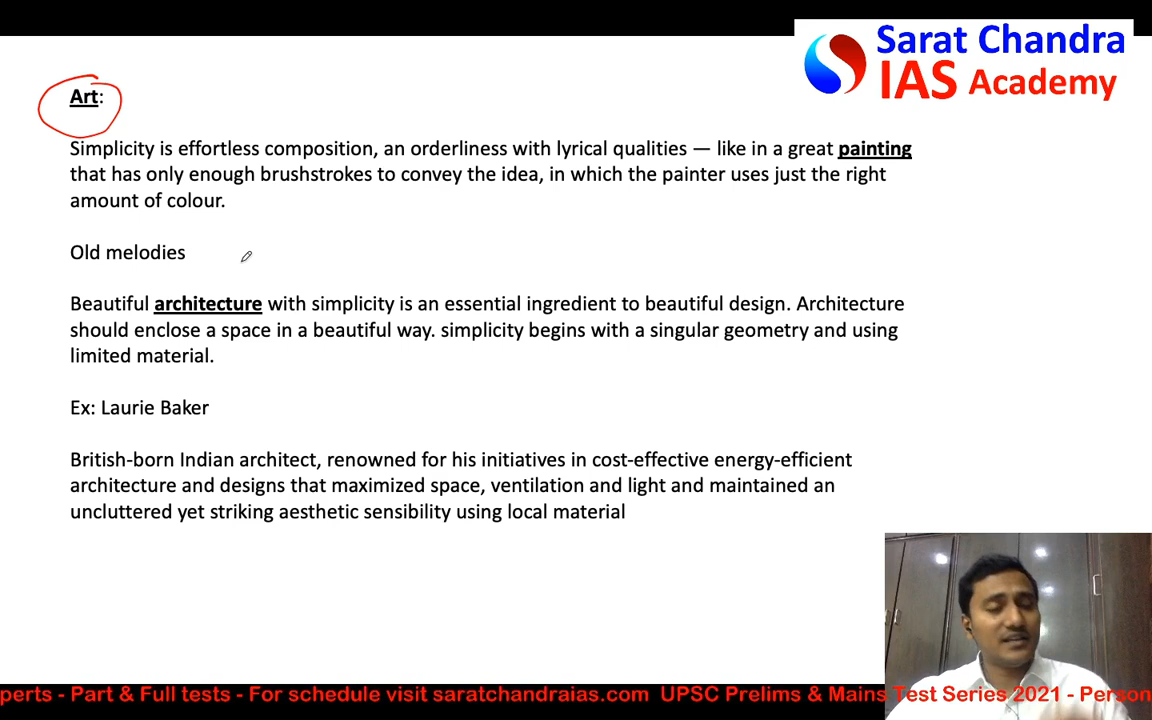 Sarat Chandra
IAS Academy
Art:
Simplicity is effortless composition, an orderliness with lyrical qualities — like in a great painting
that has only enough brushstrokes to convey the idea, in which the painter uses just the right
amount of colour.
Old melodies
Beautiful architecture with simplicity is an essential ingredient to beautiful design. Architecture
should enclose a space in a beautiful way. simplicity begins with a singular geometry and using
limited material.
Ex: Laurie Baker
British-born Indian architect, renowned for his initiatives in cost-effective energy-efficient
architecture and designs that maximized space, ventilation and light and maintained an
uncluttered yet striking aesthetic sensibility using local material
perts - Part & Full tests - For schedule visit saratchandraias.com UPSC Prelims & Mains Test Series 2021 - Person